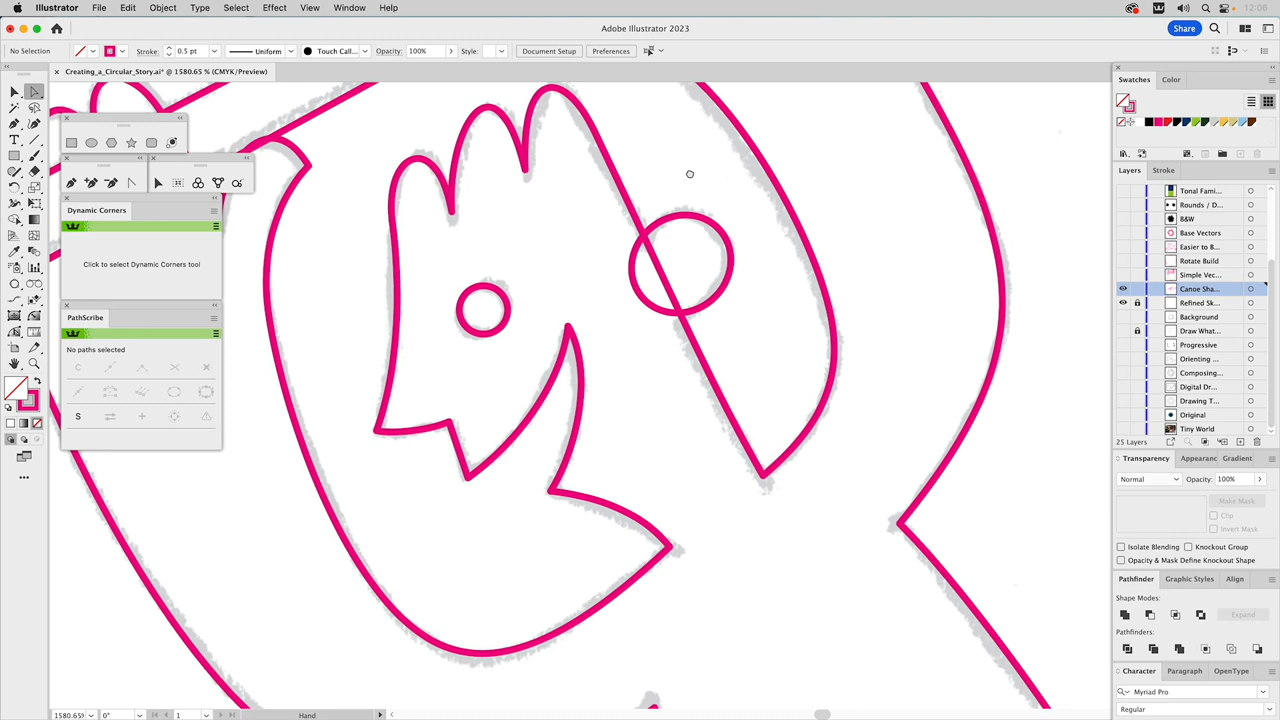 Illustrator File Edit Object Type Select Effect View Window Help 12:06
Adobe Illustrator 2023 Share
No Selection Stroke: 0.5 pt Uniform Touch Call... Opacity: 100% Style: Document Setup Preferences
× Creating_a_Circular_Story.ai* @ 1580.65 % (CMYK/Preview)
Dynamic Corners
Click to select Dynamic Corners tool
PathScribe
No paths selected
C
S
Swatches Color
Layers Stroke
Tonal Fami...
Rounds / D...
B&W
Base Vectors
Easier to B...
Rotate Build
Simple Vec...
Canoe Sha...
Refined Sk...
Background
Draw What...
Progressive
Orienting ...
Composing...
Digital Dr...
Drawing T...
Original
Tiny World
25 Layers
Transparency Appearanc Gradient
Normal Opacity: 100%
Make Mask
Clip
Invert Mask
Isolate Blending Knockout Group
Opacity & Mask Define Knockout Shape
Pathfinder Graphic Styles Align
Shape Modes:
Expand
Pathfinders:
Character Paragraph OpenType
Myriad Pro
Regular
1580.65% 0° 1 Hand